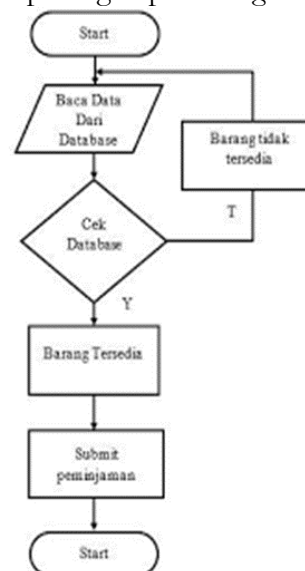 Start
Baca Data
Dari
Database
Barang tidak
tersedia
Cek
Database
T
Y
Barang Tersedia
Submit
peminjaman
Start